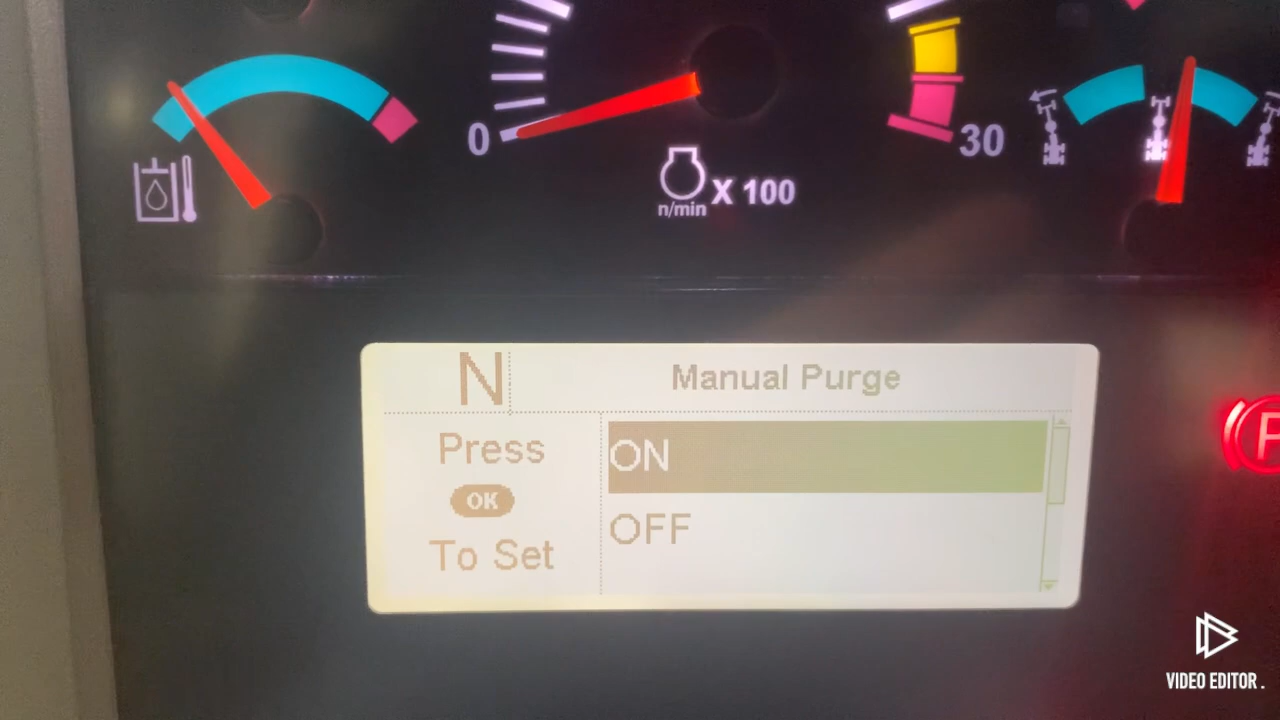 0
30
X 100
n/min
N
Manual Purge
Press
OK
To Set
ON
OFF
P
VIDEO EDITOR .